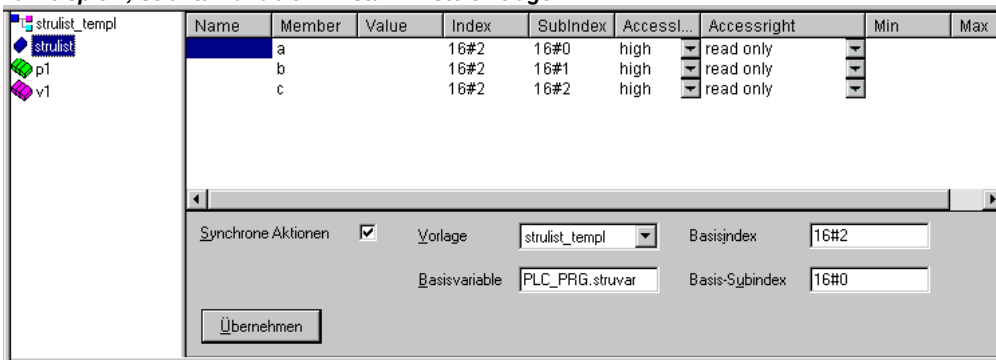 strulist_templ
strulist
p1
v1
Name Member Value Index SubIndex Accessl... Accessright Min Max
a 16#2 16#0 high read only
b 16#2 16#1 high read only
c 16#2 16#2 high read only
Synchrone Aktionen Vorlage strulist_templ Basisindex 16#2
Basisvariable PLC_PRG.struvar Basis-Subindex 16#0
Übernehmen